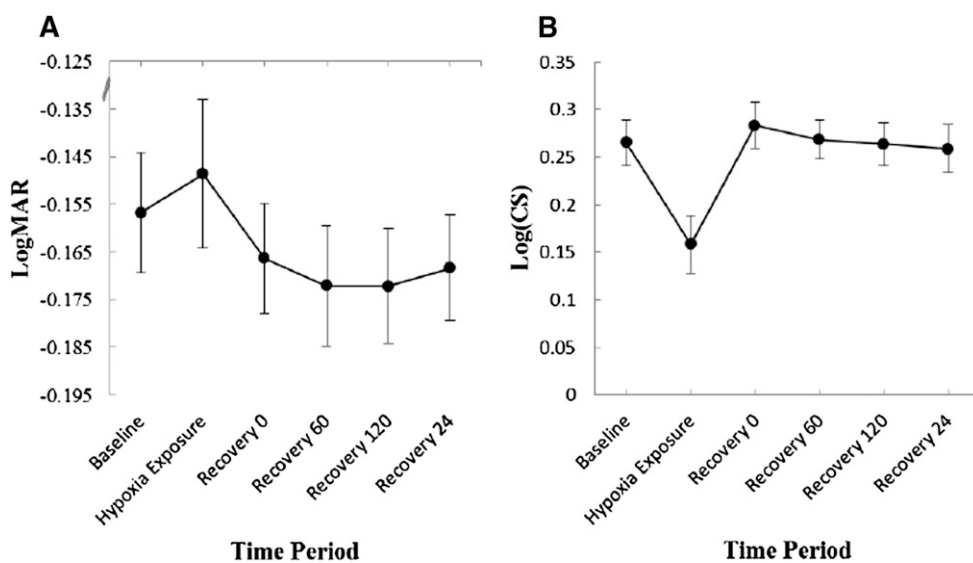 A
-0.125
-0.135
-0.145
-0.155
-0.165
-0.175
-0.185
-0.195
LogMAR
Baseline
Hypoxia Exposure
Recovery 0
Recovery 60
Recovery 120
Recovery 24
Time Period
B
0.35
0.3
0.25
0.2
0.15
0.1
0.05
0
Log(CS)
Baseline
Hypoxia Exposure
Recovery 0
Recovery 60
Recovery 120
Recovery 24
Time Period